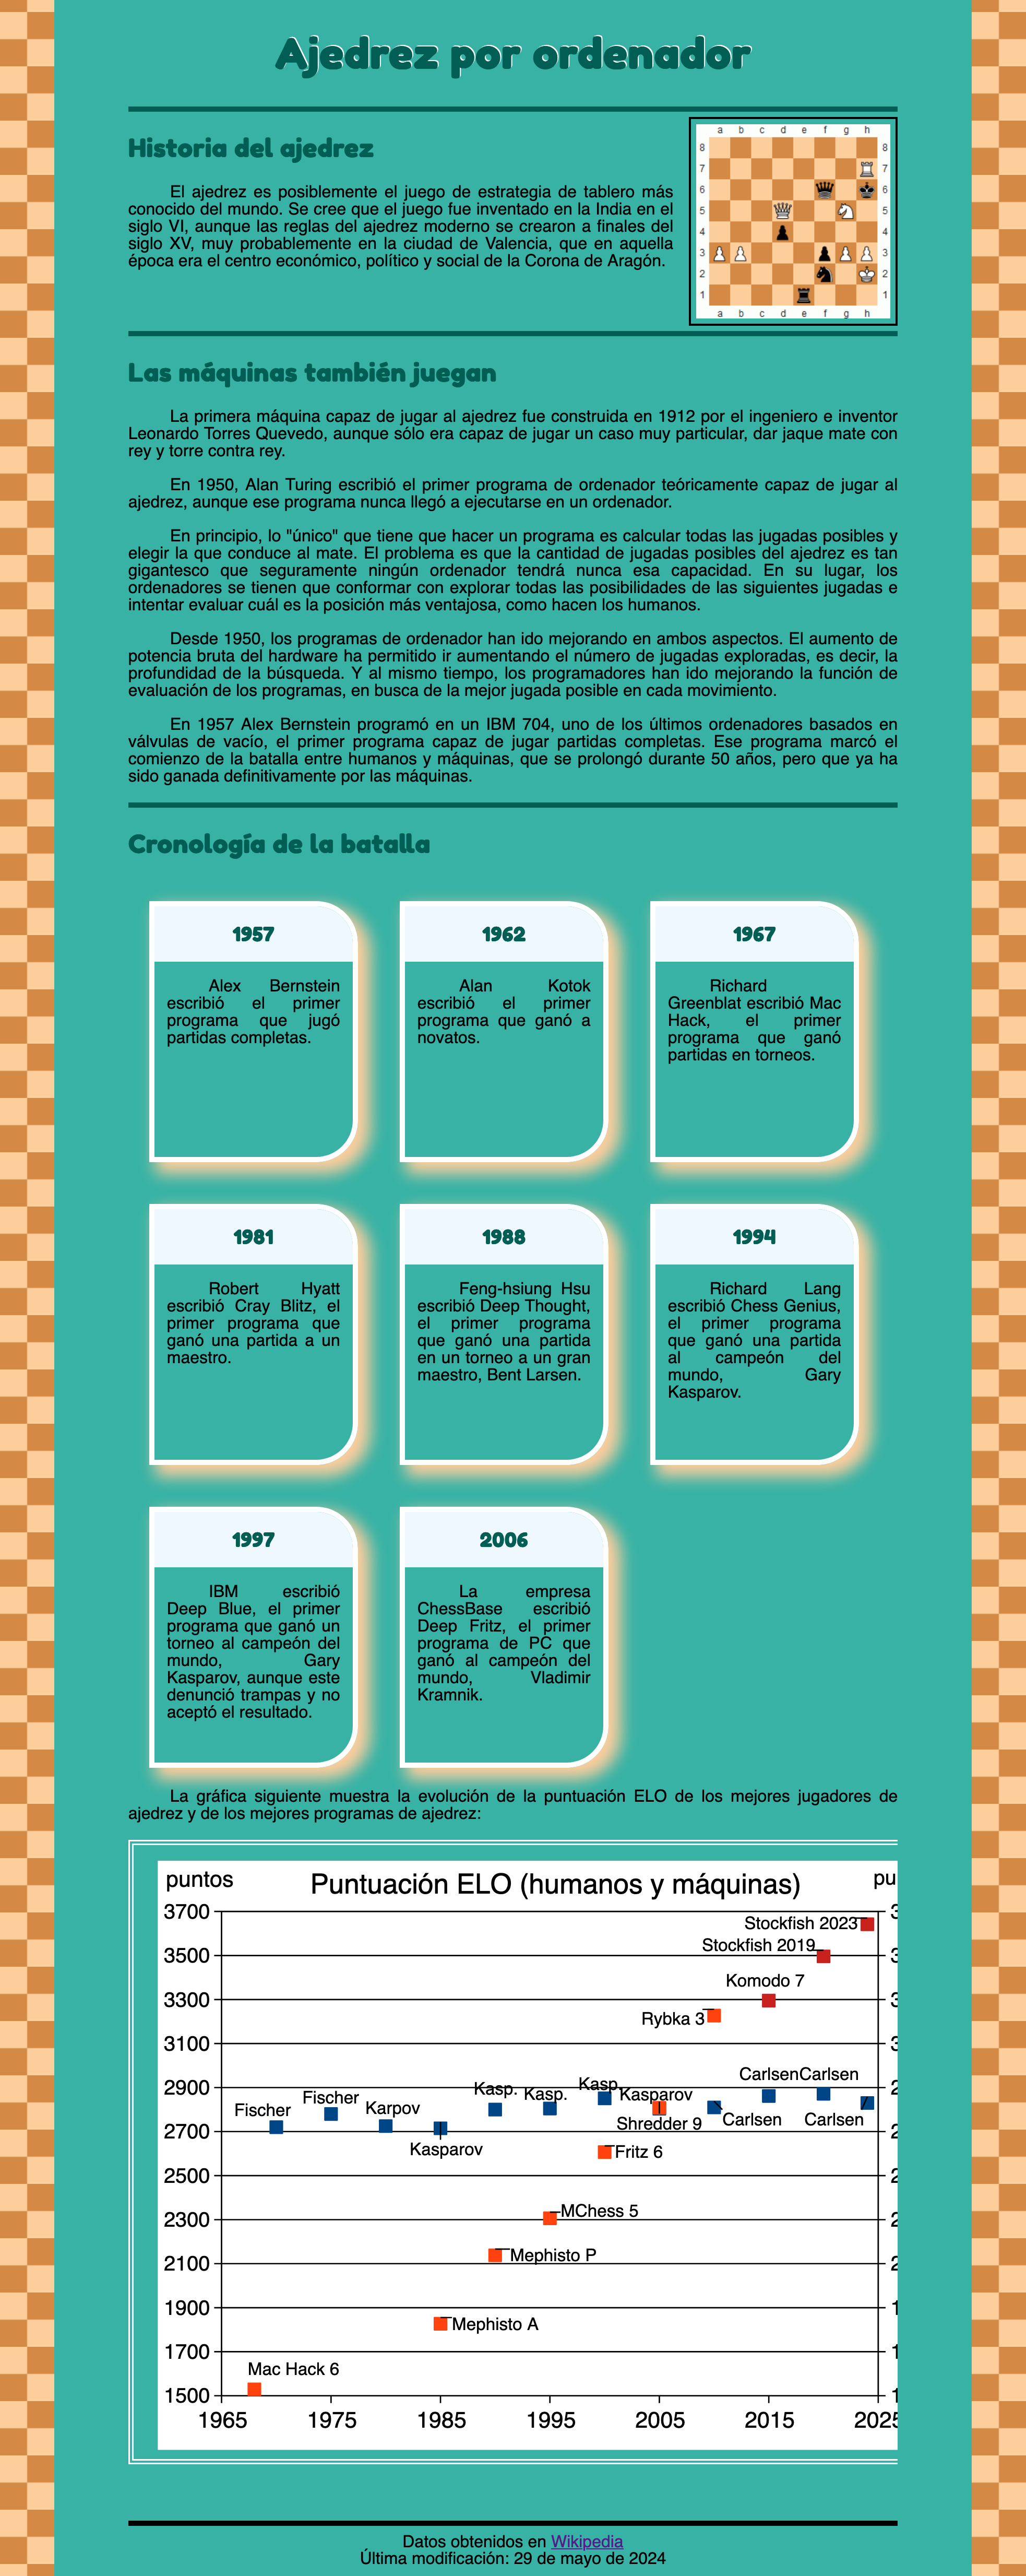 Ajedrez por ordenador
Historia del ajedrez
El ajedrez es posiblemente el juego de estrategia de tablero más
conocido del mundo. Se cree que el juego fue inventado en la India en el
siglo VI, aunque las reglas del ajedrez moderno se crearon a finales del
siglo XV, muy probablemente en la ciudad de Valencia, que en aquella
época era el centro económico, político y social de la Corona de Aragón.
a b c d e f g h
8 8
7 7
6 6
5 5
4 4
3 3
2 2
1 1
a b c d e f g h
Las máquinas también juegan
La primera máquina capaz de jugar al ajedrez fue construida en 1912 por el ingeniero e inventor
Leonardo Torres Quevedo, aunque sólo era capaz de jugar un caso muy particular, dar jaque mate con
rey y torre contra rey.
En 1950, Alan Turing escribió el primer programa de ordenador teóricamente capaz de jugar al
ajedrez, aunque ese programa nunca llegó a ejecutarse en un ordenador.
En principio, lo "único" que tiene que hacer un programa es calcular todas las jugadas posibles y
elegir la que conduce al mate. El problema es que la cantidad de jugadas posibles del ajedrez es tan
gigantesco que seguramente ningún ordenador tendrá nunca esa capacidad. En su lugar, los
ordenadores se tienen que conformar con explorar todas las posibilidades de las siguientes jugadas e
intentar evaluar cuál es la posición más ventajosa, como hacen los humanos.
Desde 1950, los programas de ordenador han ido mejorando en ambos aspectos. El aumento de
potencia bruta del hardware ha permitido ir aumentando el número de jugadas exploradas, es decir, la
profundidad de la búsqueda. Y al mismo tiempo, los programadores han ido mejorando la función de
evaluación de los programas, en busca de la mejor jugada posible en cada movimiento.
En 1957 Alex Bernstein programó en un IBM 704, uno de los últimos ordenadores basados en
válvulas de vacío, el primer programa capaz de jugar partidas completas. Ese programa marcó el
comienzo de la batalla entre humanos y máquinas, que se prolongó durante 50 años, pero que ya ha
sido ganada definitivamente por las máquinas.
Cronología de la batalla
1957
Alex Bernstein
escribió el primer
programa que jugó
partidas completas.
1962
Alan Kotok
escribió el primer
programa que ganó a
novatos.
1967
Richard
Greenblat escribió Mac
Hack, el primer
programa que ganó
partidas en torneos.
1981
Robert Hyatt
escribió Cray Blitz, el
primer programa que
ganó una partida a un
maestro.
1988
Feng-hsiung Hsu
escribió Deep Thought,
el primer programa
que ganó una partida
en un torneo a un gran
maestro, Bent Larsen.
1994
Richard Lang
escribió Chess Genius,
el primer programa
que ganó una partida
al campeón del
mundo, Gary
Kasparov.
1997
IBM escribió
Deep Blue, el primer
programa que ganó un
torneo al campeón del
mundo, Gary
Kasparov, aunque este
denunció trampas y no
aceptó el resultado.
2006
La empresa
ChessBase escribió
Deep Fritz, el primer
programa de PC que
ganó al campeón del
mundo, Vladimir
Kramnik.
La gráfica siguiente muestra la evolución de la puntuación ELO de los mejores jugadores de
ajedrez y de los mejores programas de ajedrez:
puntos Puntuación ELO (humanos y máquinas) pu
3700
Stockfish 2023
Stockfish 2019
3500
Komodo 7
3300
Rybka 3
3100
Carlsen Carlsen
2900
Kasp. Kasp. Kasp. Kasparov
Fischer Fischer Karpov
Shredder 9 Carlsen Carlsen
2700
Kasparov
Fritz 6
2500
MChess 5
2300
Mephisto P
2100
1900
Mephisto A
1700
Mac Hack 6
1500
1965 1975 1985 1995 2005 2015 2025
Datos obtenidos en Wikipedia
Última modificación: 29 de mayo de 2024